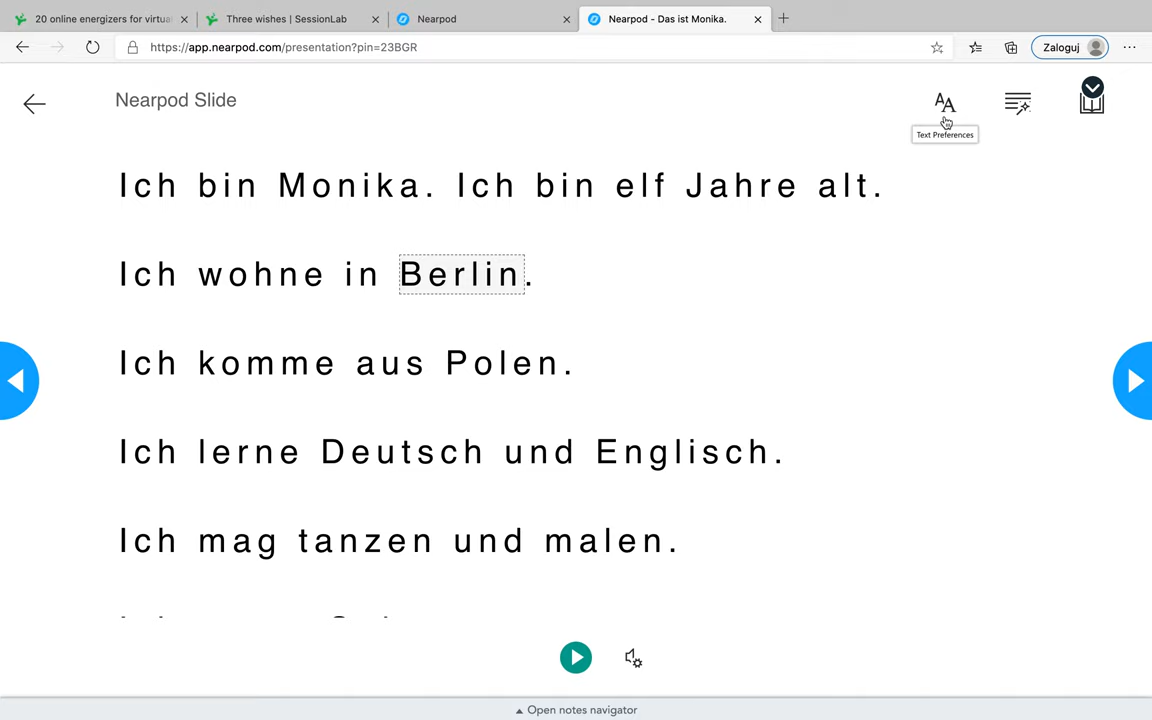 20 online energizers for virtua
Three wishes | SessionLab
Nearpod
Nearpod - Das ist Monika.
https://app.nearpod.com/presentation?pin=23BGR
Zaloguj
Nearpod Slide
AA
Text Preferences
Ich bin Monika. Ich bin elf Jahre alt.
Ich wohne in Berlin.
Ich komme aus Polen.
Ich lerne Deutsch und Englisch.
Ich mag tanzen und malen.
Open notes navigator